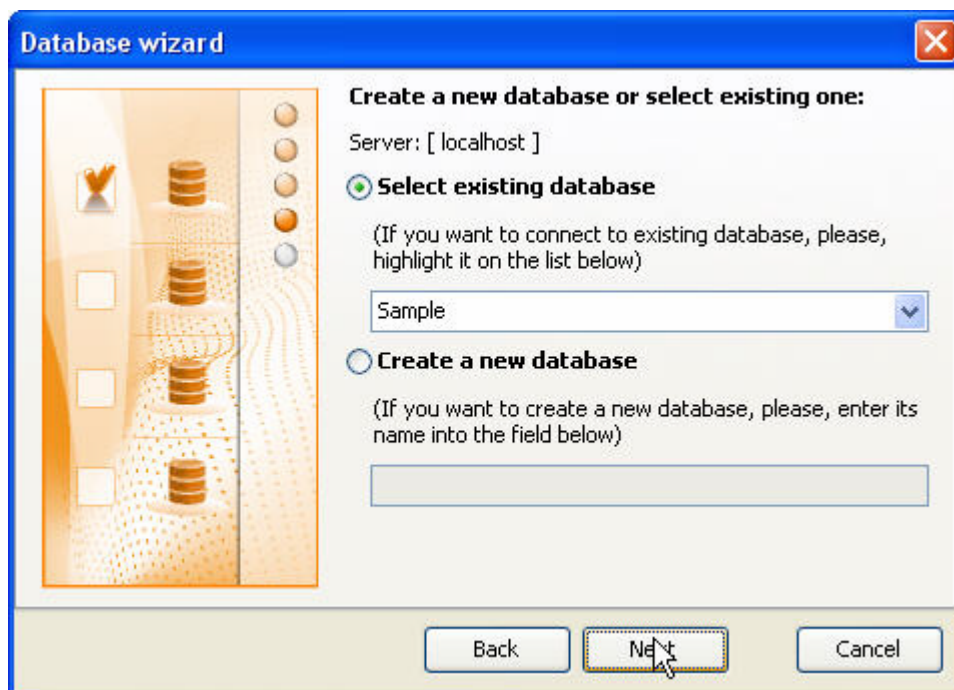 Database wizard
Create a new database or select existing one:
Server: [ localhost ]
Select existing database
(If you want to connect to existing database, please,
highlight it on the list below)
Sample
Create a new database
(If you want to create a new database, please, enter its
name into the field below)
Back
Next
Cancel